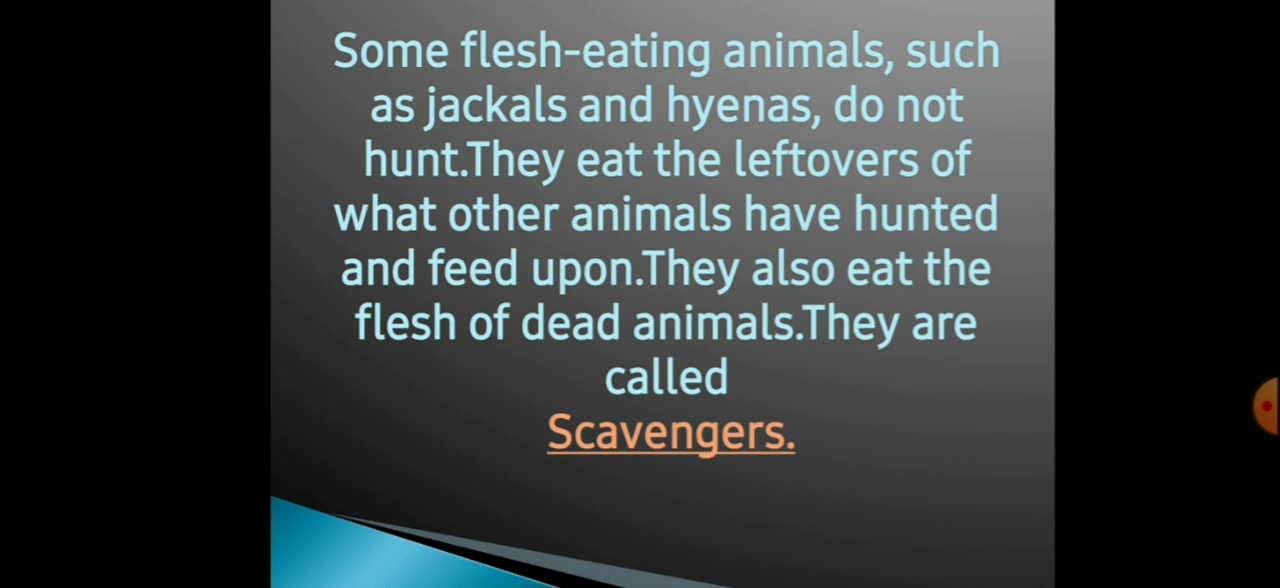 Some flesh-eating animals, such
as jackals and hyenas, do not
hunt.They eat the leftovers of
what other animals have hunted
and feed upon.They also eat the
flesh of dead animals.They are
called
Scavengers.